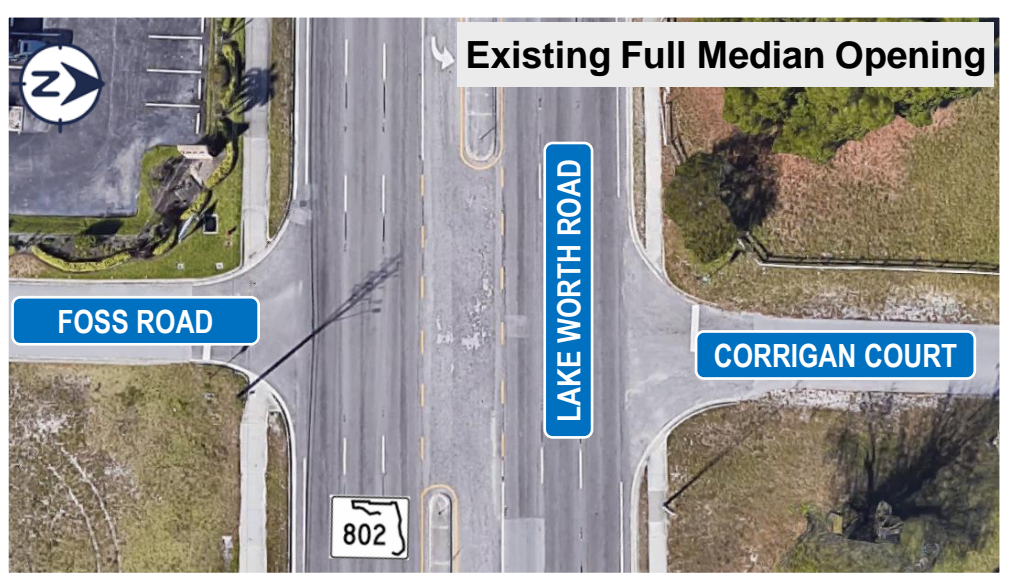 Existing Full Median Opening
N
LAKE WORTH ROAD
FOSS ROAD
CORRIGAN COURT
802